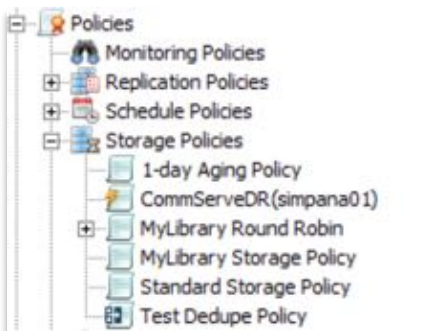 Policies
Monitoring Policies
Replication Policies
Schedule Policies
Storage Policies
1-day Aging Policy
CommServeDR(simpana01)
MyLibrary Round Robin
MyLibrary Storage Policy
Standard Storage Policy
Test Dedupe Policy